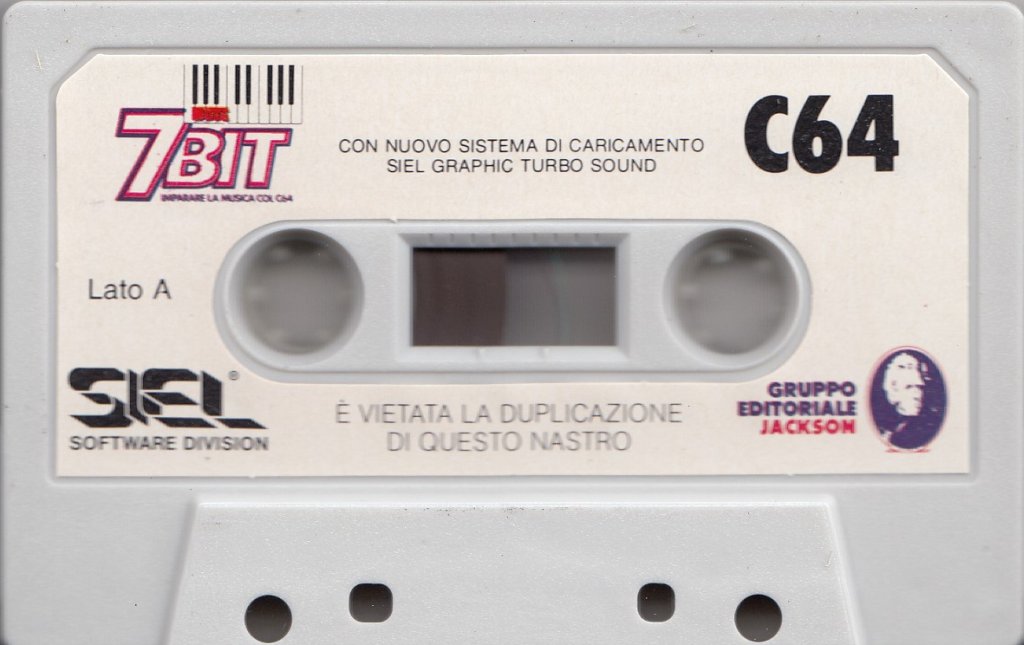 7BIT
IMPARARE LA MUSICA COL C64
CON NUOVO SISTEMA DI CARICAMENTO
SIEL GRAPHIC TURBO SOUND
C64
Lato A
SIEL®
SOFTWARE DIVISION
È VIETATA LA DUPLICAZIONE
DI QUESTO NASTRO
GRUPPO
EDITORIALE
JACKSON